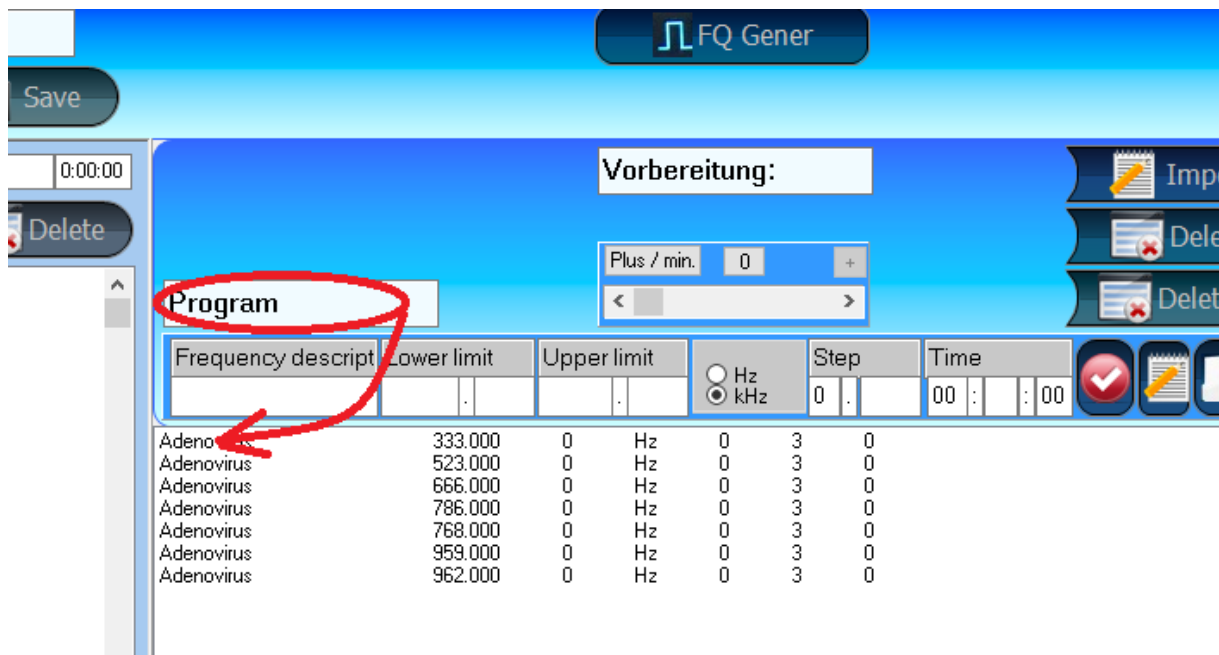 FQ Gener
Save
0:00:00
Vorbereitung:
Imp
Delete
Dele
Plus / min. 0 +
Delet
Program
Frequency descript Lower limit Upper limit Step Time
Hz
kHz
. . 0 . 00 : : 00
Adenovirus 333.000 0 Hz 0 3 0
Adenovirus 523.000 0 Hz 0 3 0
Adenovirus 666.000 0 Hz 0 3 0
Adenovirus 786.000 0 Hz 0 3 0
Adenovirus 768.000 0 Hz 0 3 0
Adenovirus 959.000 0 Hz 0 3 0
Adenovirus 962.000 0 Hz 0 3 0